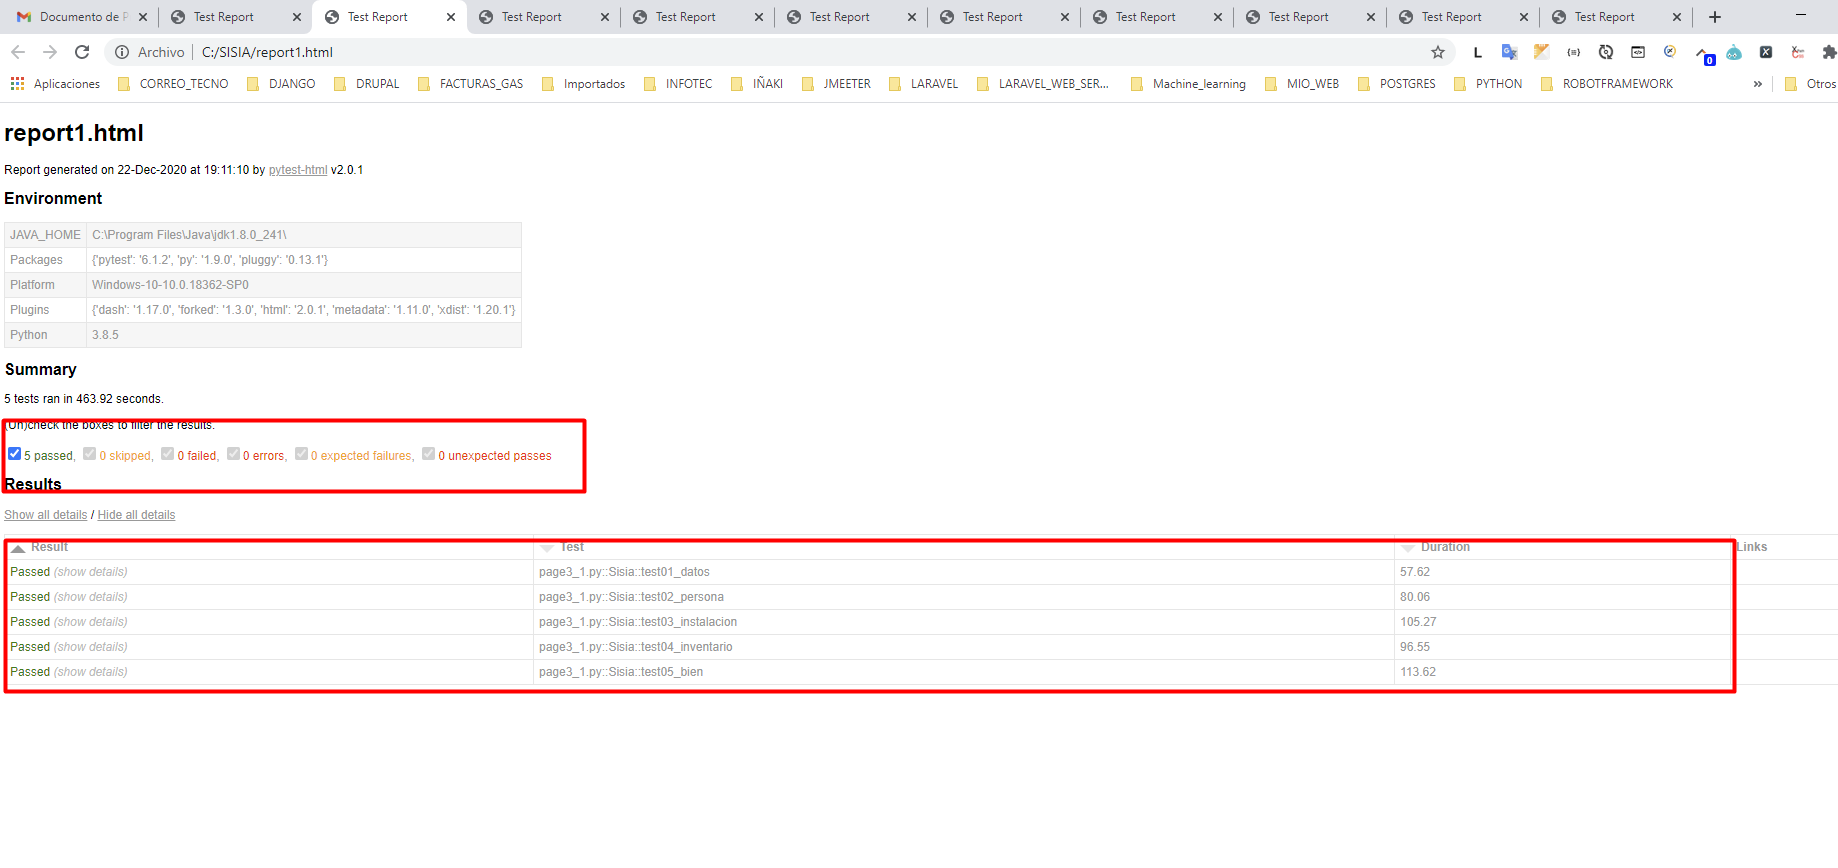 Documento de P Test Report Test Report Test Report Test Report Test Report Test Report Test Report Test Report Test Report Test Report
Archivo C:/SISIA/report1.html
Aplicaciones CORREO_TECNO DJANGO DRUPAL FACTURAS_GAS Importados INFOTEC IÑAKI JMEETER LARAVEL LARAVEL_WEB_SER... Machine_learning MIO_WEB POSTGRES PYTHON ROBOTFRAMEWORK » Otros
report1.html
Report generated on 22-Dec-2020 at 19:11:10 by pytest-html v2.0.1
Environment
JAVA_HOME C:\Program Files\Java\jdk1.8.0_241\
Packages {'pytest': '6.1.2', 'py': '1.9.0', 'pluggy': '0.13.1'}
Platform Windows-10-10.0.18362-SP0
Plugins {'dash': '1.17.0', 'forked': '1.3.0', 'html': '2.0.1', 'metadata': '1.11.0', 'xdist': '1.20.1'}
Python 3.8.5
Summary
5 tests ran in 463.92 seconds.
(Un)check the boxes to filter the results.
5 passed, 0 skipped, 0 failed, 0 errors, 0 expected failures, 0 unexpected passes
Results
Show all details / Hide all details
Result Test Duration Links
Passed (show details) page3_1.py::Sisia::test01_datos 57.62
Passed (show details) page3_1.py::Sisia::test02_persona 80.06
Passed (show details) page3_1.py::Sisia::test03_instalacion 105.27
Passed (show details) page3_1.py::Sisia::test04_inventario 96.55
Passed (show details) page3_1.py::Sisia::test05_bien 113.62